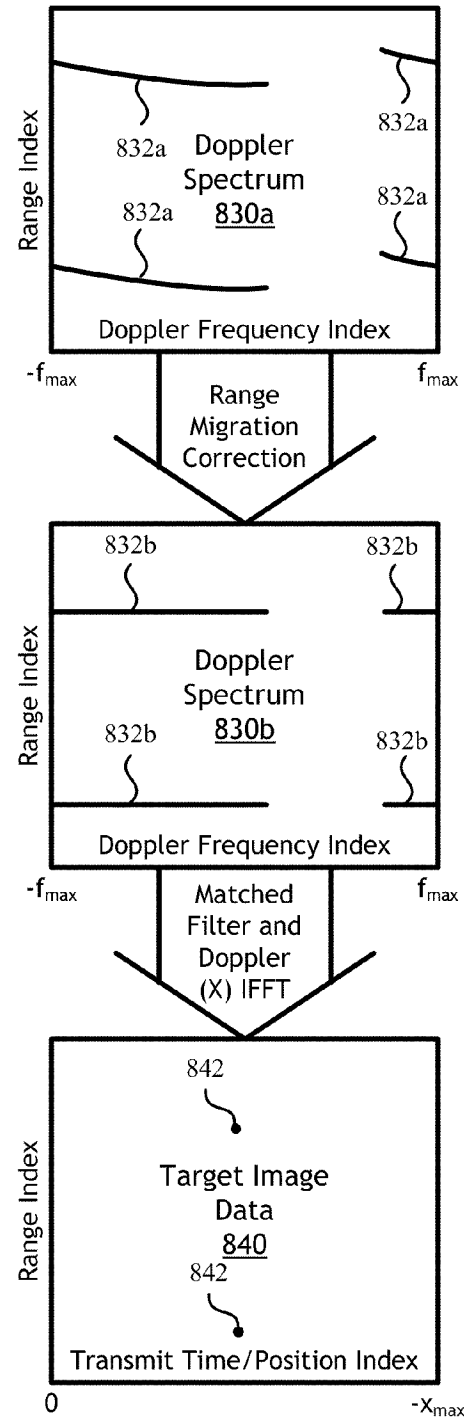 832a
832a
Doppler
Spectrum
830a
832a
832a
Range Index
Doppler Frequency Index
-fmax
fmax
Range
Migration
Correction
832b
832b
Doppler
Spectrum
830b
832b
832b
Range Index
Doppler Frequency Index
-fmax
fmax
Matched
Filter and
Doppler
(X) IFFT
842
Target Image
Data
840
842
Range Index
Transmit Time/Position Index
0
-xmax